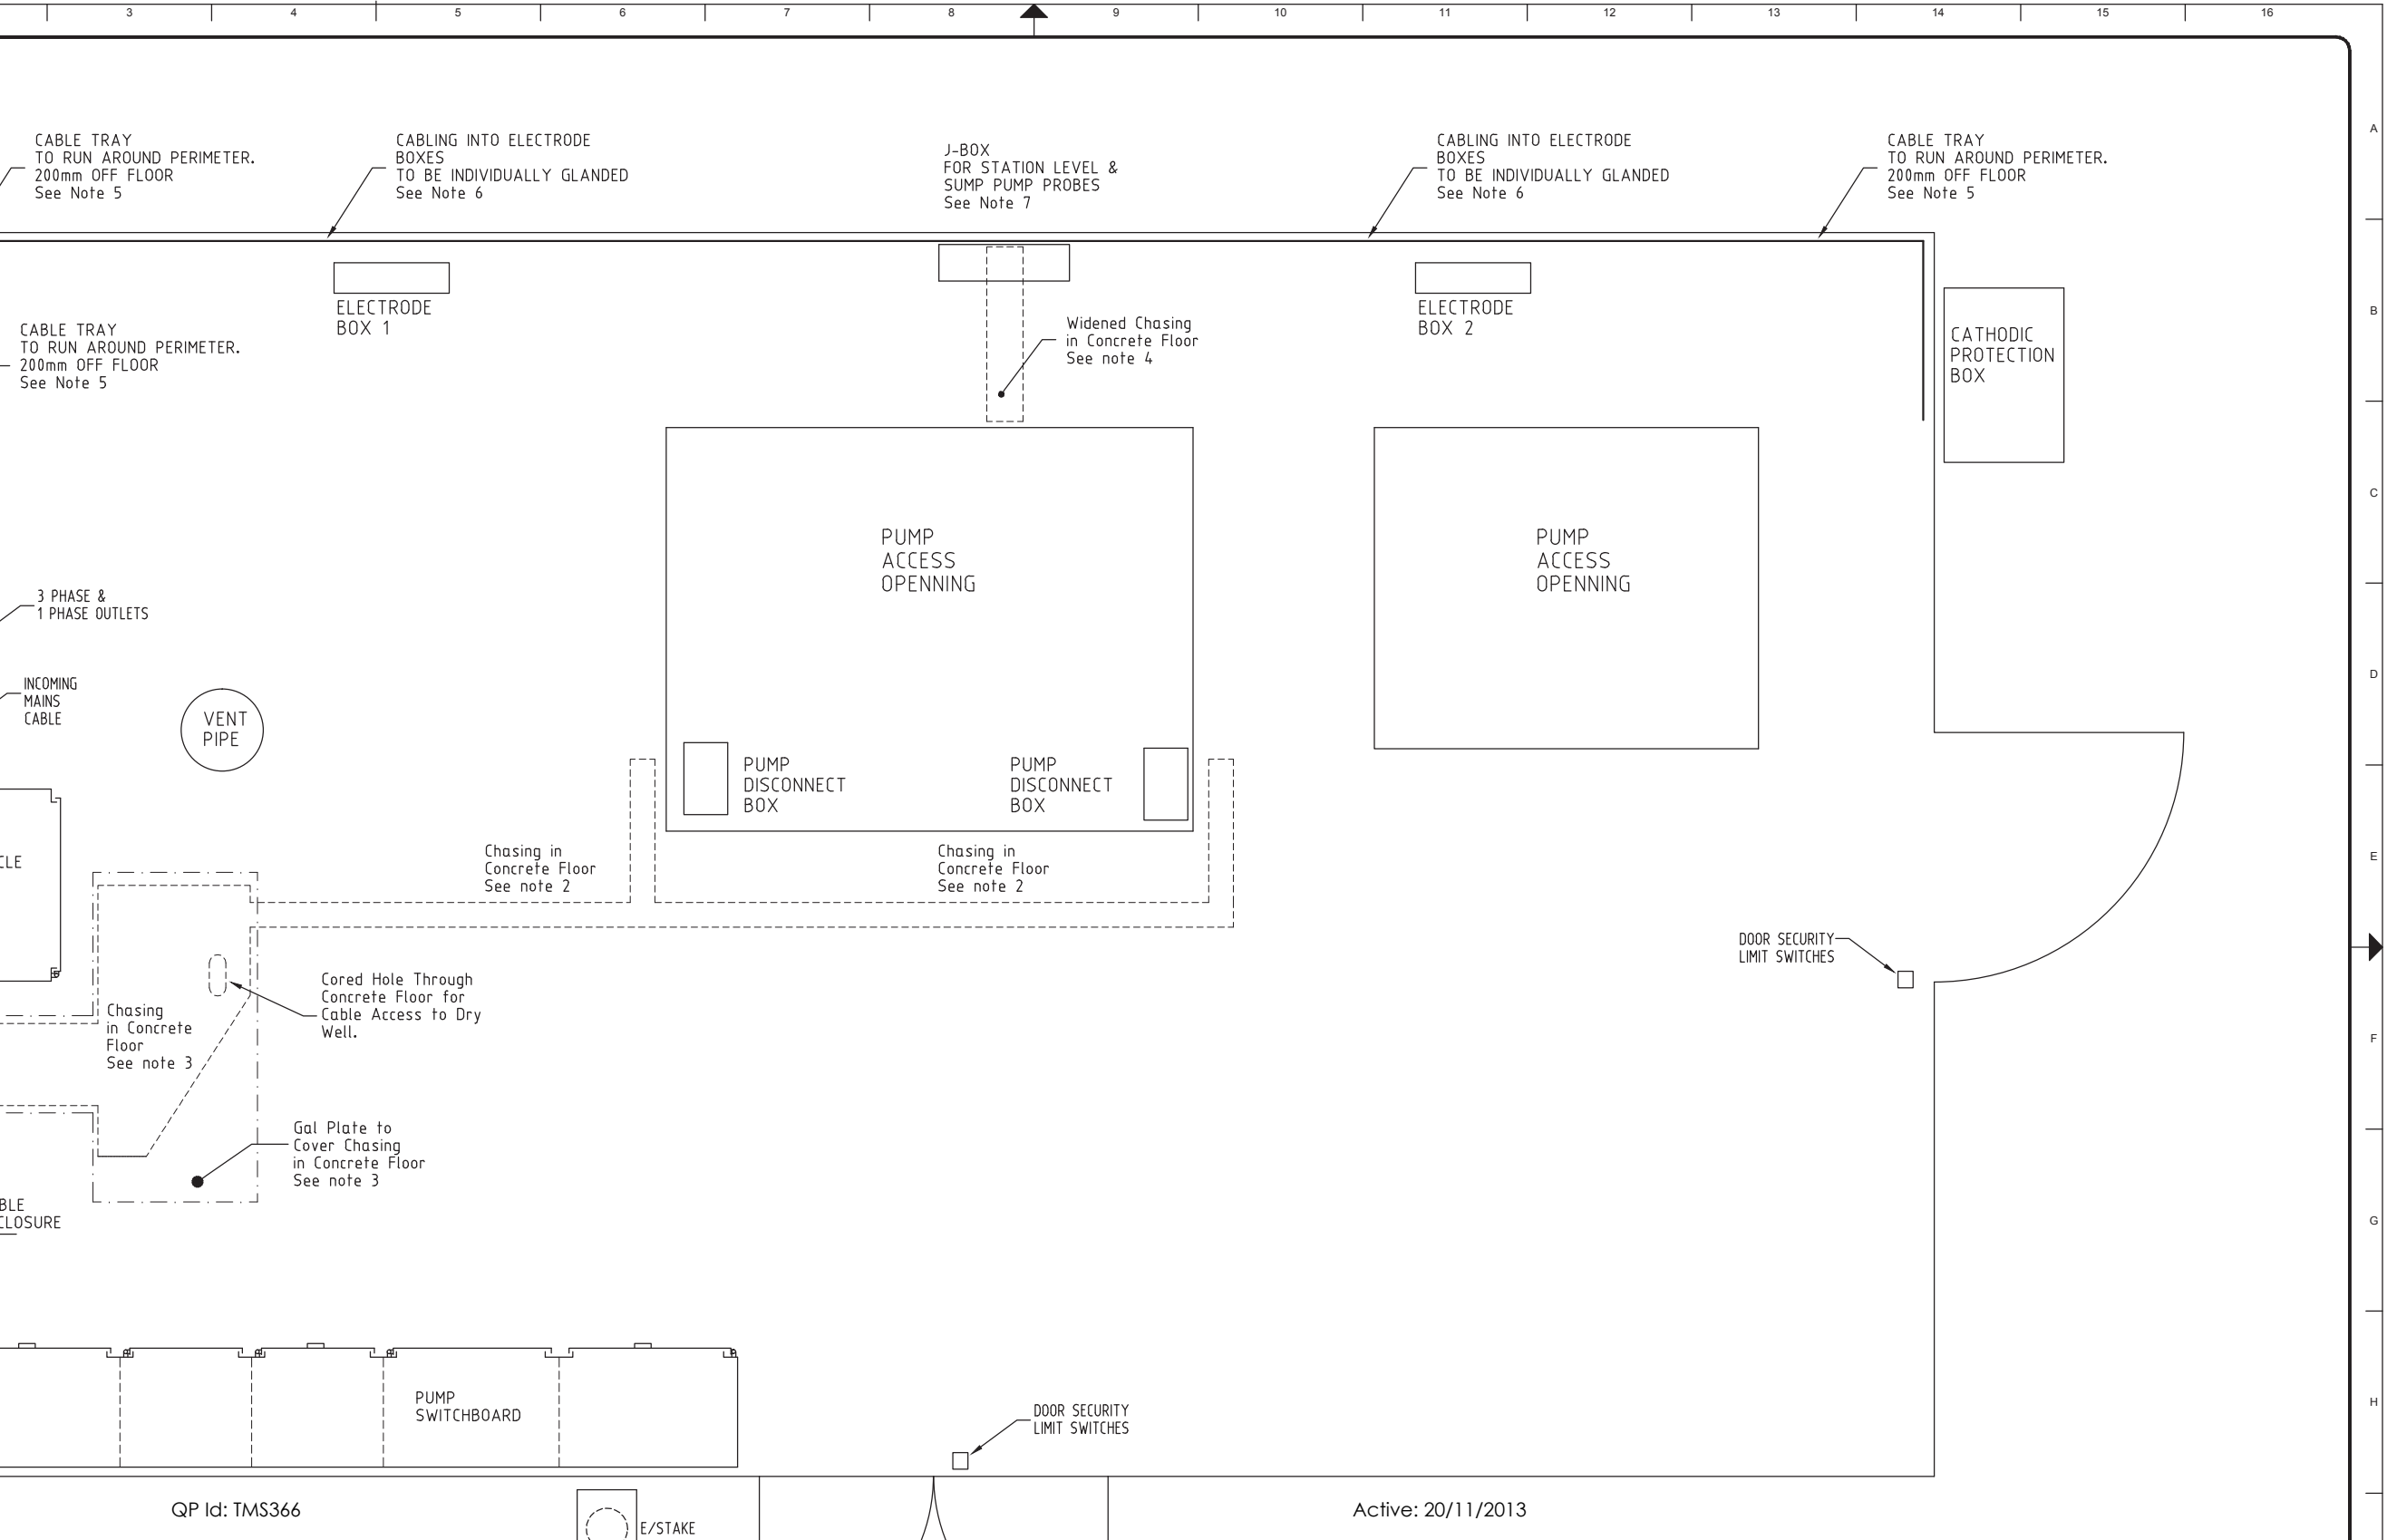 3
4
5
6
7
8
9
10
11
12
13
14
15
16
A
B
C
D
E
F
G
H
CABLE TRAY
TO RUN AROUND PERIMETER.
200mm OFF FLOOR
See Note 5
CABLING INTO ELECTRODE
BOXES
TO BE INDIVIDUALLY GLANDED
See Note 6
J-BOX
FOR STATION LEVEL &
SUMP PUMP PROBES
See Note 7
CABLING INTO ELECTRODE
BOXES
TO BE INDIVIDUALLY GLANDED
See Note 6
CABLE TRAY
TO RUN AROUND PERIMETER.
200mm OFF FLOOR
See Note 5
ELECTRODE
BOX 1
ELECTRODE
BOX 2
CABLE TRAY
TO RUN AROUND PERIMETER.
200mm OFF FLOOR
See Note 5
Widened Chasing
in Concrete Floor
See note 4
CATHODIC
PROTECTION
BOX
PUMP
ACCESS
OPENNING
PUMP
ACCESS
OPENNING
3 PHASE &
1 PHASE OUTLETS
INCOMING
MAINS
CABLE
VENT
PIPE
PUMP
DISCONNECT
BOX
PUMP
DISCONNECT
BOX
CLE
Chasing in
Concrete Floor
See note 2
Chasing in
Concrete Floor
See note 2
DOOR SECURITY
LIMIT SWITCHES
Cored Hole Through
Concrete Floor for
Cable Access to Dry
Well.
Chasing
in Concrete
Floor
See note 3
Gal Plate to
Cover Chasing
in Concrete Floor
See note 3
BLE
CLOSURE
PUMP
SWITCHBOARD
DOOR SECURITY
LIMIT SWITCHES
QP Id: TMS366
E/STAKE
Active: 20/11/2013